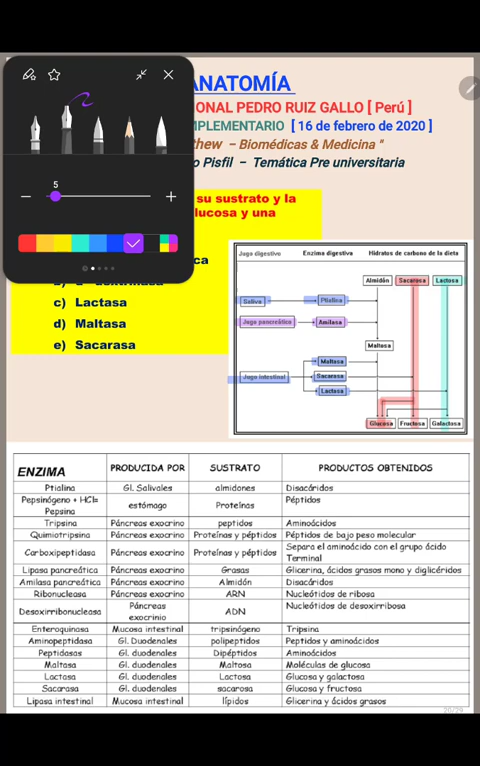 ANATOMÍA
ONAL PEDRO RUIZ GALLO [ Perú ]
MPLEMENTARIO [ 16 de febrero de 2020 ]
thew – Biomédicas & Medicina "
o Pisfil – Temática Pre universitaria
5
su sustrato y la
lucosa y una
ca
c) Lactasa
d) Maltasa
e) Sacarasa
Jugo digestivo Enzima digestiva Hidratos de carbono de la dieta
Almidón Sacarosa Lactosa
Saliva Ptialina
Jugo pancreático Amilasa
Maltosa
Maltasa
Jugo intestinal Sacarasa
Lactasa
Glucosa Fructosa Galactosa
ENZIMA PRODUCIDA POR SUSTRATO PRODUCTOS OBTENIDOS
Ptialina Gl. Salivales almidones Disacáridos
Pepsinógeno + HCl= Pepsina estómago Proteínas Péptidos
Tripsina Páncreas exocrino peptidos Aminoácidos
Quimiotripsina Páncreas exocrino Proteínas y péptidos Péptidos de bajo peso molecular
Carboxipeptidasa Páncreas exocrino Proteínas y péptidos Separa el aminoácido con el grupo ácido Terminal
Lipasa pancreática Páncreas exocrino Grasas Glicerina, ácidos grasos mono y diglicéridos
Amilasa pancreática Páncreas exocrino Almidón Disacáridos
Ribonucleasa Páncreas exocrino ARN Nucleótidos de ribosa
Desoxirribonucleasa Páncreas exocrinio ADN Nucleótidos de desoxirribosa
Enteroquinasa Mucosa intestinal tripsinógeno Tripsina
Aminopeptidasa Gl. Duodenales polipeptidos Peptidos y aminoácidos
Peptidasas Gl. duodenales Dipéptidos Aminoácidos
Maltasa Gl. duodenales Maltosa Moléculas de glucosa
Lactasa Gl. duodenales Lactosa Glucosa y galactosa
Sacarasa Gl. duodenales sacarosa Glucosa y fructosa
Lipasa intestinal Mucosa intestinal lípidos Glicerina y ácidos grasos
20/29